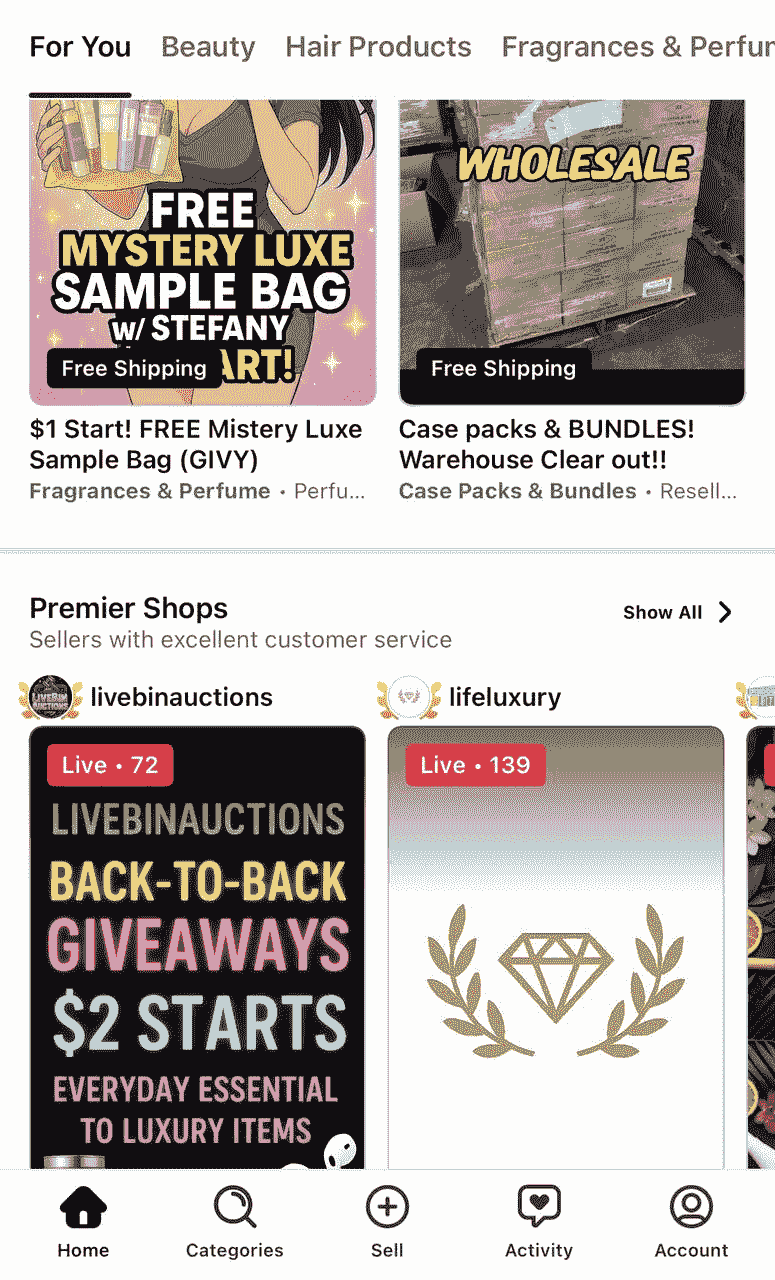 For You Beauty Hair Products Fragrances & Perfum
FREE
MYSTERY LUXE
SAMPLE BAG
w/ STEFANY
ART!
Free Shipping
$1 Start! FREE Mistery Luxe
Sample Bag (GIVY)
Fragrances & Perfume • Perfu...
WHOLESALE
Free Shipping
Case packs & BUNDLES!
Warehouse Clear out!!
Case Packs & Bundles • Resell...
Premier Shops
Show All
Sellers with excellent customer service
livebinauctions
Live • 72
LIVEBINAUCTIONS
BACK-TO-BACK
GIVEAWAYS
$2 STARTS
EVERYDAY ESSENTIAL
TO LUXURY ITEMS
lifeluxury
Live • 139
Home Categories Sell Activity Account